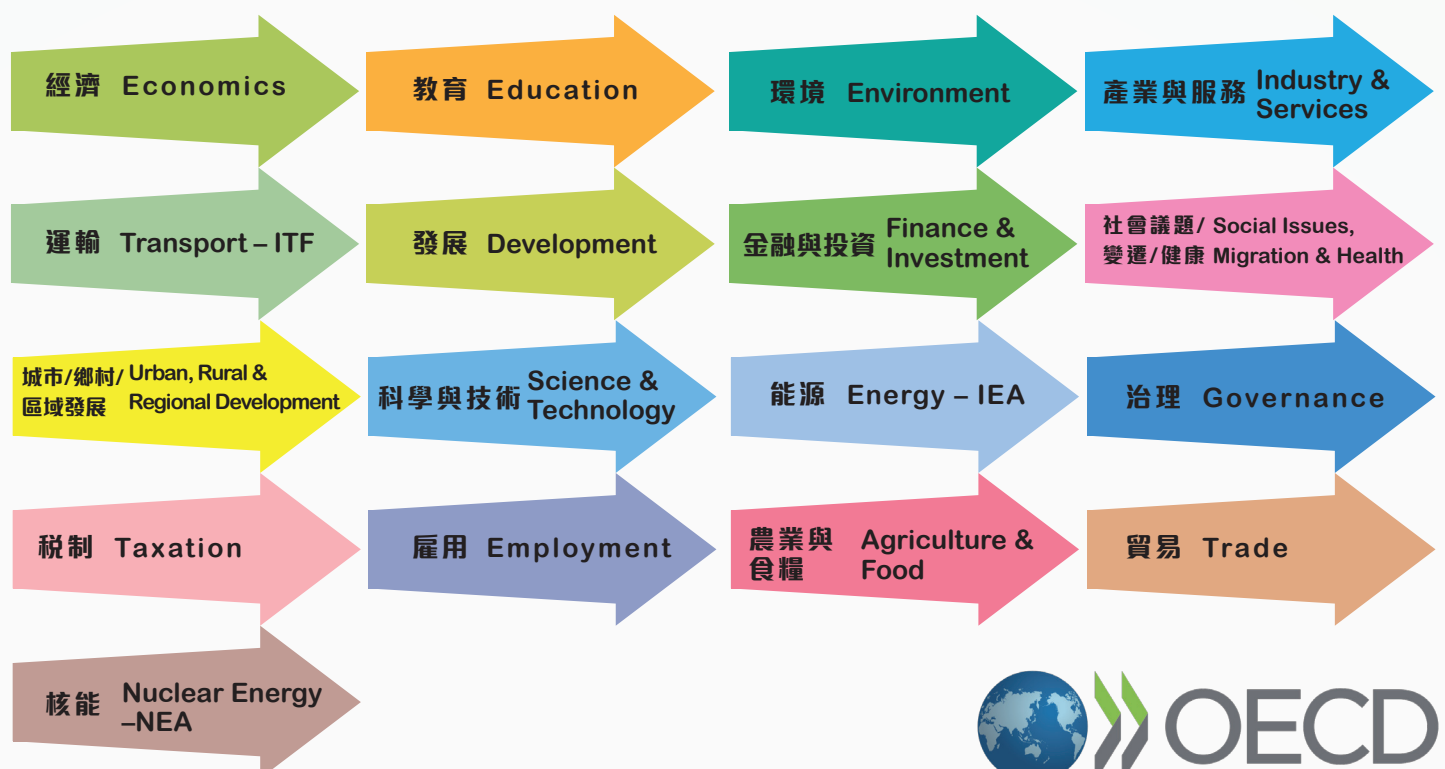 經濟 Economics
教育 Education
環境 Environment
產業與服務 Industry &
Services
運輸 Transport – ITF
發展 Development
金融與投資 Finance &
Investment
社會議題/ Social Issues,
變遷/健康 Migration & Health
城市/鄉村/ Urban, Rural &
區域發展 Regional Development
科學與技術 Science &
Technology
能源 Energy – IEA
治理 Governance
稅制 Taxation
雇用 Employment
農業與 Agriculture &
食糧 Food
貿易 Trade
核能 Nuclear Energy
–NEA
OECD